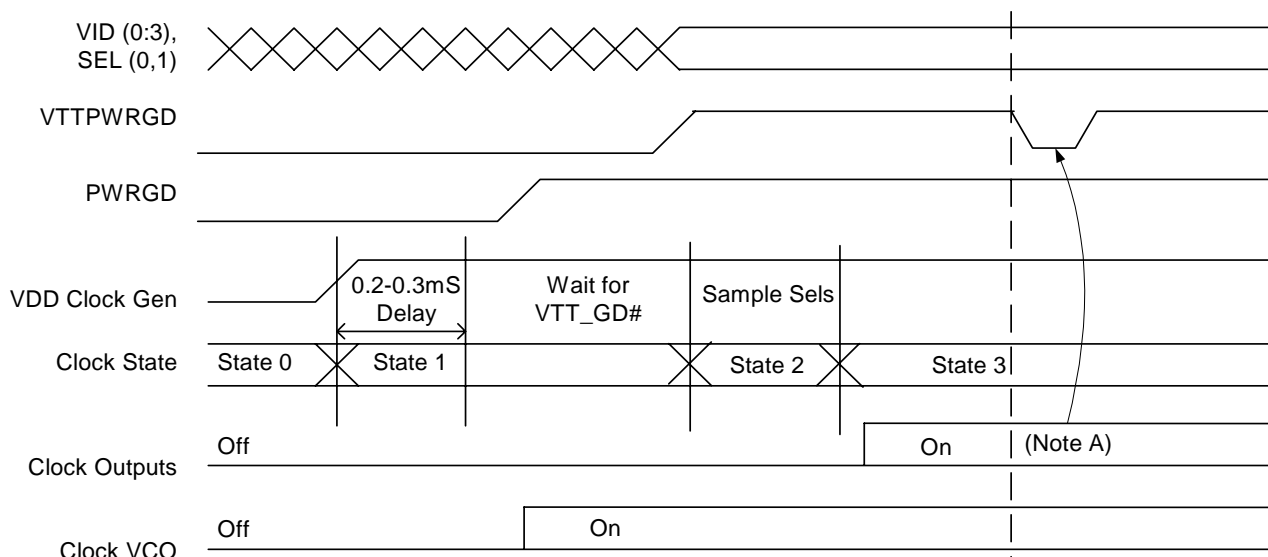 VID (0:3),
SEL (0,1)
VTTPWRGD
PWRGD
VDD Clock Gen
0.2-0.3mS
Delay
Wait for
VTT_GD#
Sample Sels
Clock State
State 0
State 1
State 2
State 3
Clock Outputs
Off
On
(Note A)
Clock VCO
Off
On